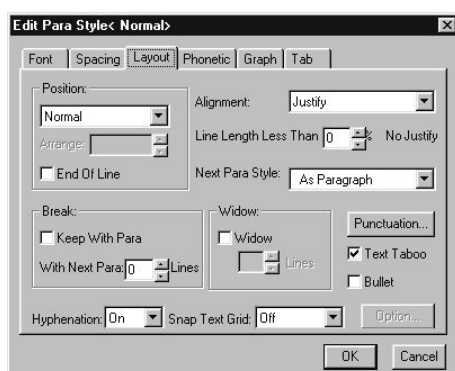 Edit Para Style< Normal>
Font Spacing Layout Phonetic Graph Tab
Position:
Normal
Arrange:
End Of Line
Alignment: Justify
Line Length Less Than 0 % No Justify
Next Para Style: As Paragraph
Break:
Keep With Para
With Next Para: 0 Lines
Widow:
Widow
Lines
Punctuation...
Text Taboo
Bullet
Hyphenation: On Snap Text Grid: Off Option...
OK Cancel